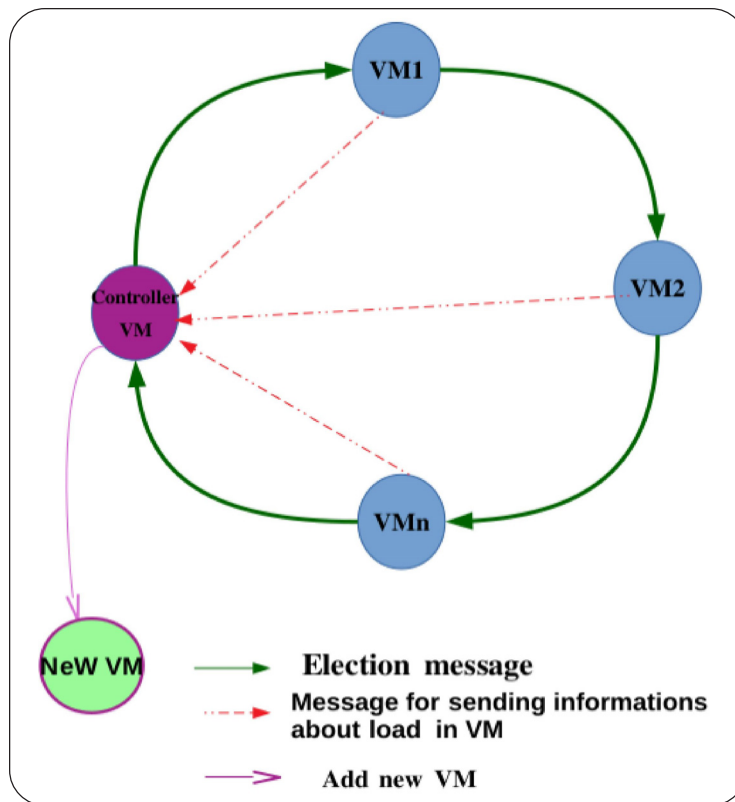 VM1
Controller
VM
VM2
VMn
NeW VM
Election message
Message for sending informations
about load in VM
Add new VM